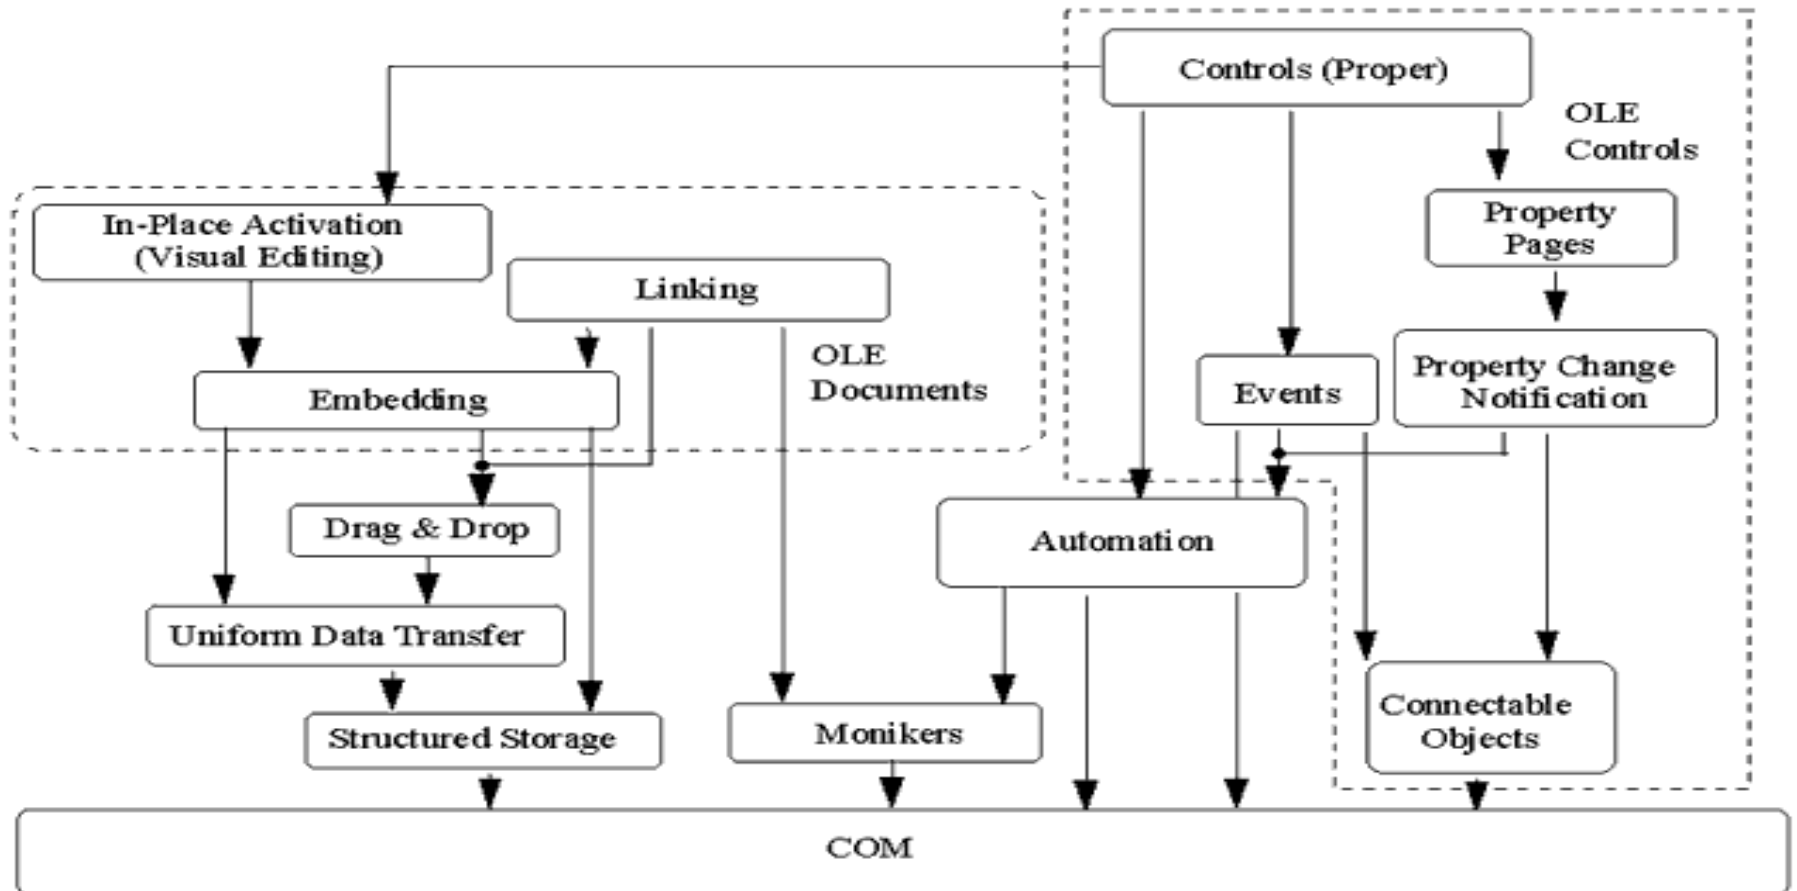 Controls (Proper)
OLE
Controls
In-Place Activation
(Visual Editing)
Property
Pages
Linking
OLE
Documents
Property Change
Notification
Events
Embedding
Drag & Drop
Automation
Uniform Data Transfer
Connectable
Objects
Structured Storage
Monikers
COM